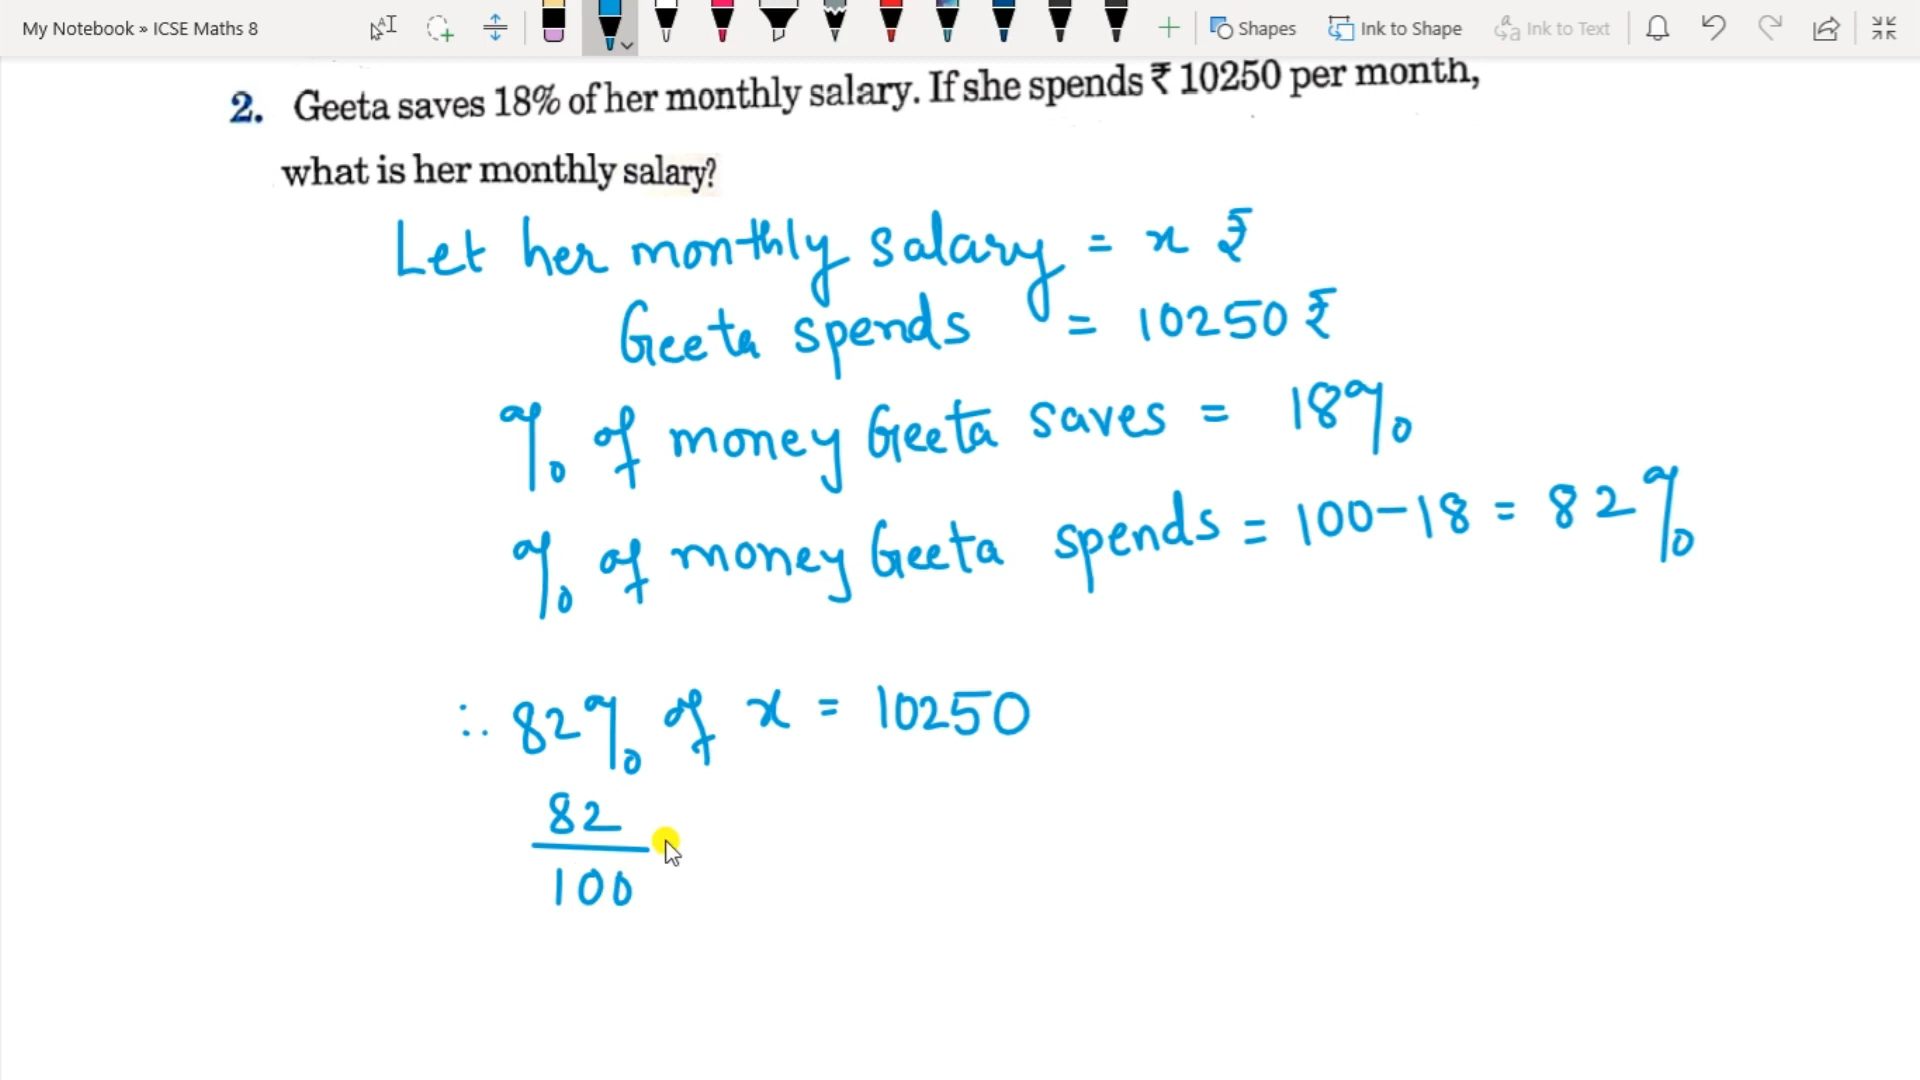 My Notebook » ICSE Maths 8
Shapes
Ink to Shape
Ink to Text
2. Geeta saves 18% of her monthly salary. If she spends ₹ 10250 per month,
what is her monthly salary?
Let her monthly salary = x ₹
Geeta spends = 10250 ₹
% of money Geeta saves = 18%
% of money Geeta spends = 100-18 = 82%
∴ 82% of x = 10250
82
100